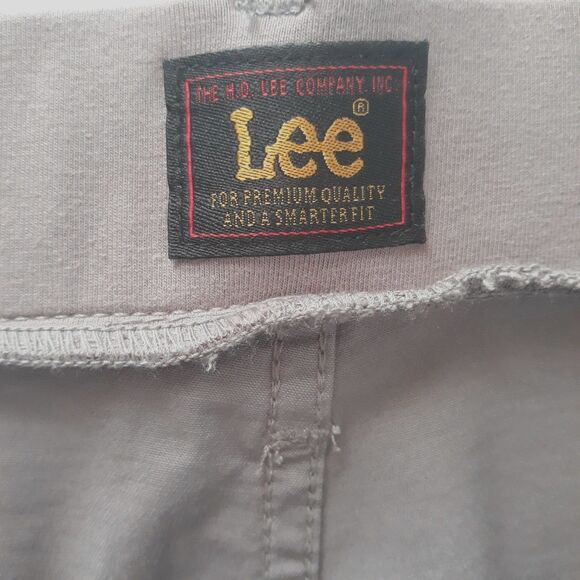 THE H.D. LEE COMPANY, INC.
Lee®
FOR PREMIUM QUALITY
AND A SMARTER FIT